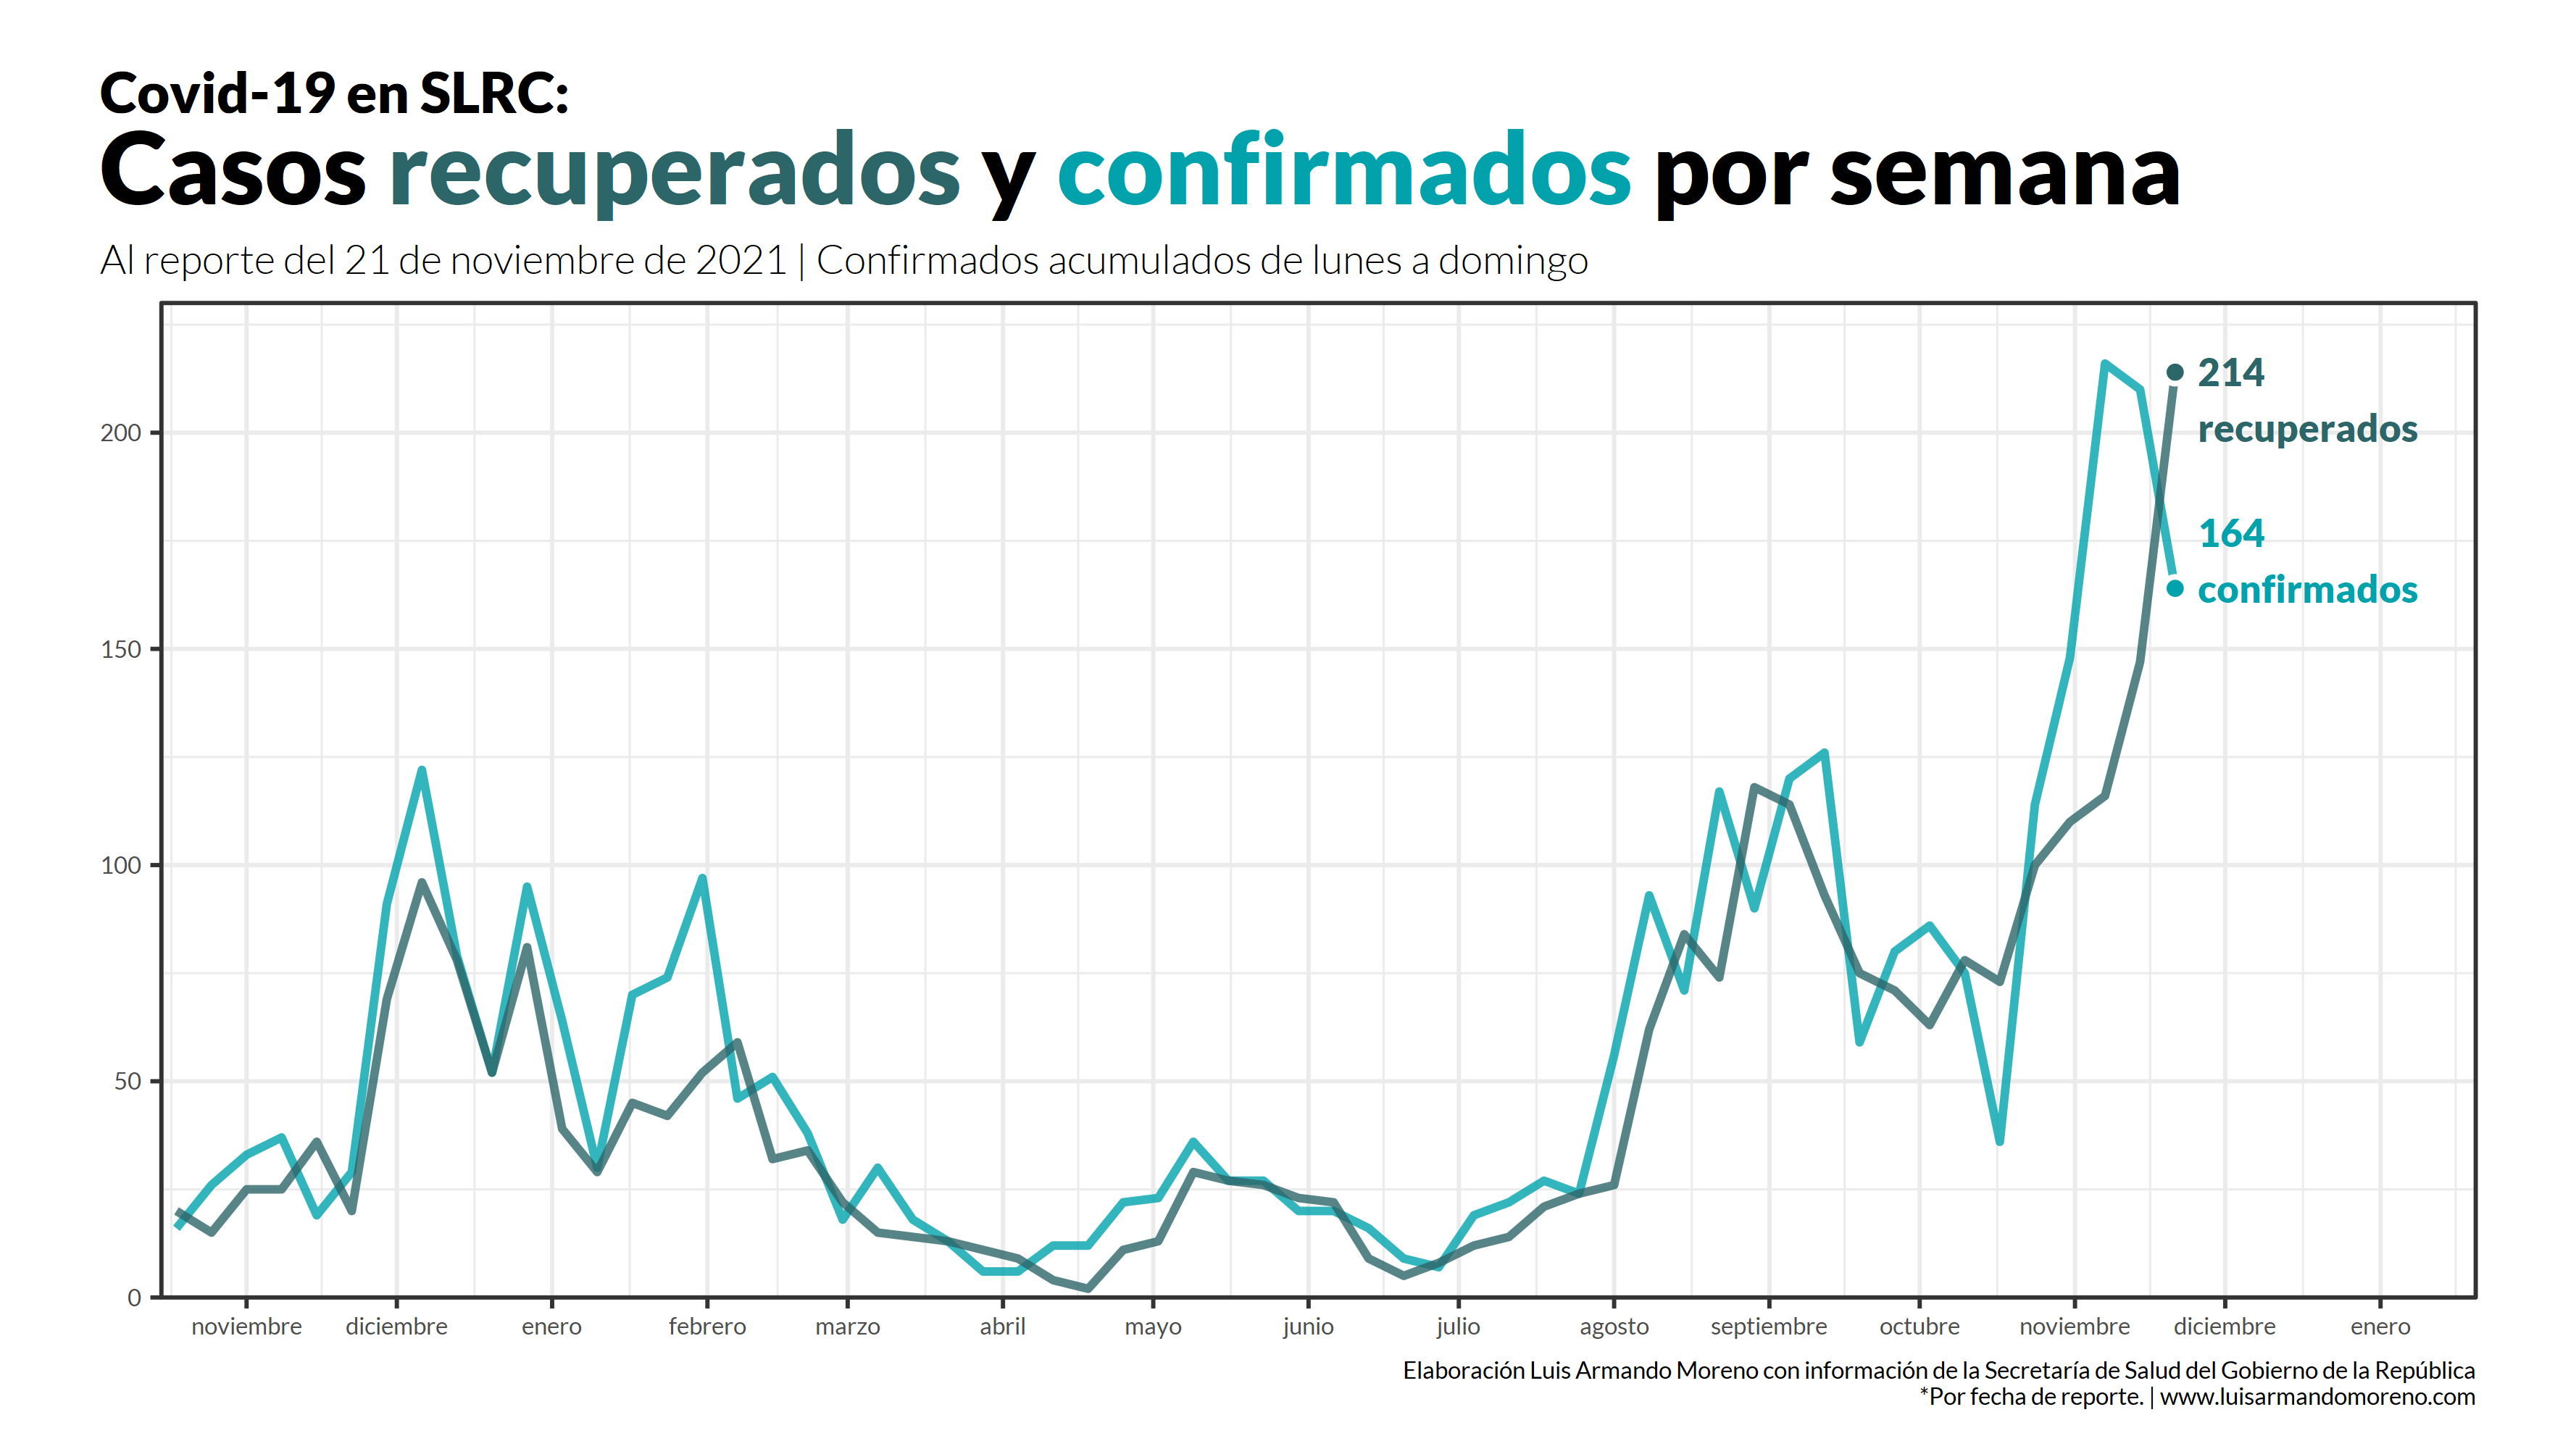 Covid-19 en SLRC:
Casos recuperados y confirmados por semana
Al reporte del 21 de noviembre de 2021 | Confirmados acumulados de lunes a domingo
214
recuperados
164
confirmados
200
150
100
50
0
noviembre diciembre enero febrero marzo abril mayo junio julio agosto septiembre octubre noviembre diciembre enero
Elaboración Luis Armando Moreno con información de la Secretaría de Salud del Gobierno de la República
*Por fecha de reporte. | www.luisarmandomoreno.com